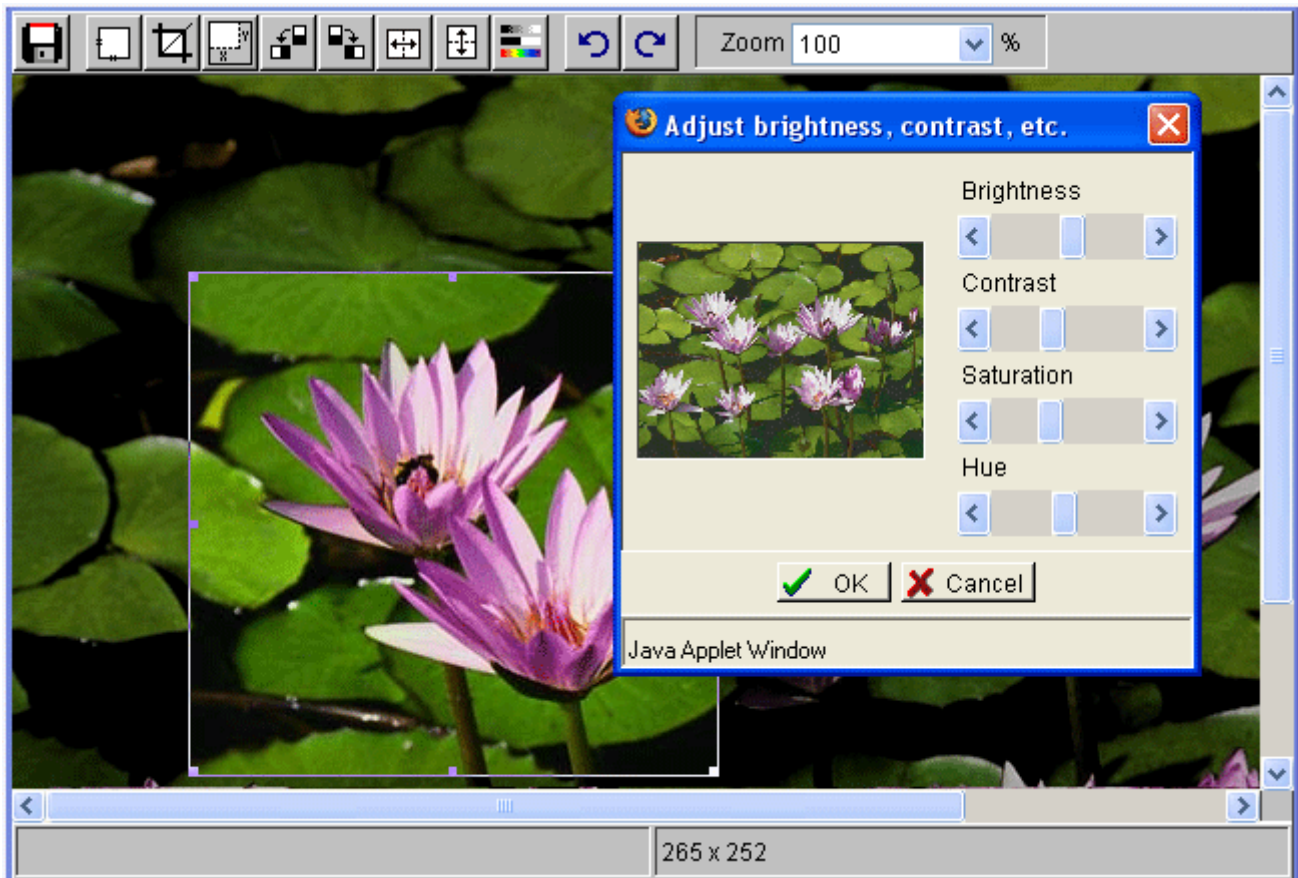 Zoom 100 %
Adjust brightness, contrast, etc.
Brightness
Contrast
Saturation
Hue
OK Cancel
Java Applet Window
265 x 252